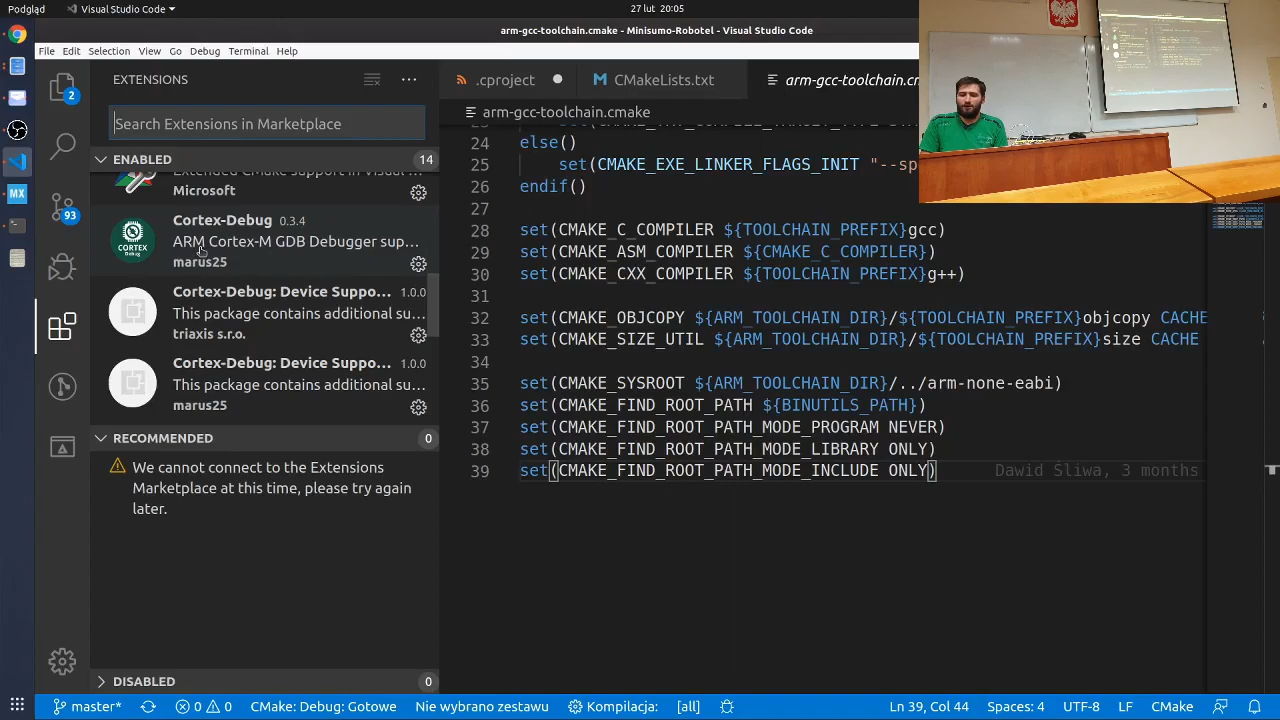 Podgląd
Visual Studio Code
27 lut 20:05
arm-gcc-toolchain.cmake - Minisumo-Robotel - Visual Studio Code
File Edit Selection View Go Debug Terminal Help
EXTENSIONS
.cproject
CMakeLists.txt
arm-gcc-toolchain.cm
Search Extensions in Marketplace
arm-gcc-toolchain.cmake
ENABLED 14
Microsoft
Cortex-Debug 0.3.4
ARM Cortex-M GDB Debugger sup...
marus25
Cortex-Debug: Device Suppo... 1.0.0
This package contains additional su...
triaxis s.r.o.
Cortex-Debug: Device Suppo... 1.0.0
This package contains additional su...
marus25
RECOMMENDED 0
We cannot connect to the Extensions
Marketplace at this time, please try again
later.
DISABLED 0
2
93
MX
24 else()
25 set(CMAKE_EXE_LINKER_FLAGS_INIT "--sp
26 endif()
27
28 set(CMAKE_C_COMPILER ${TOOLCHAIN_PREFIX}gcc)
29 set(CMAKE_ASM_COMPILER ${CMAKE_C_COMPILER})
30 set(CMAKE_CXX_COMPILER ${TOOLCHAIN_PREFIX}g++)
31
32 set(CMAKE_OBJCOPY ${ARM_TOOLCHAIN_DIR}/${TOOLCHAIN_PREFIX}objcopy CACHE
33 set(CMAKE_SIZE_UTIL ${ARM_TOOLCHAIN_DIR}/${TOOLCHAIN_PREFIX}size CACHE
34
35 set(CMAKE_SYSROOT ${ARM_TOOLCHAIN_DIR}/../arm-none-eabi)
36 set(CMAKE_FIND_ROOT_PATH ${BINUTILS_PATH})
37 set(CMAKE_FIND_ROOT_PATH_MODE_PROGRAM NEVER)
38 set(CMAKE_FIND_ROOT_PATH_MODE_LIBRARY ONLY)
39 set(CMAKE_FIND_ROOT_PATH_MODE_INCLUDE ONLY) Dawid Śliwa, 3 months
master* 0 0 CMake: Debug: Gotowe Nie wybrano zestawu Kompilacja: [all] Ln 39, Col 44 Spaces: 4 UTF-8 LF CMake